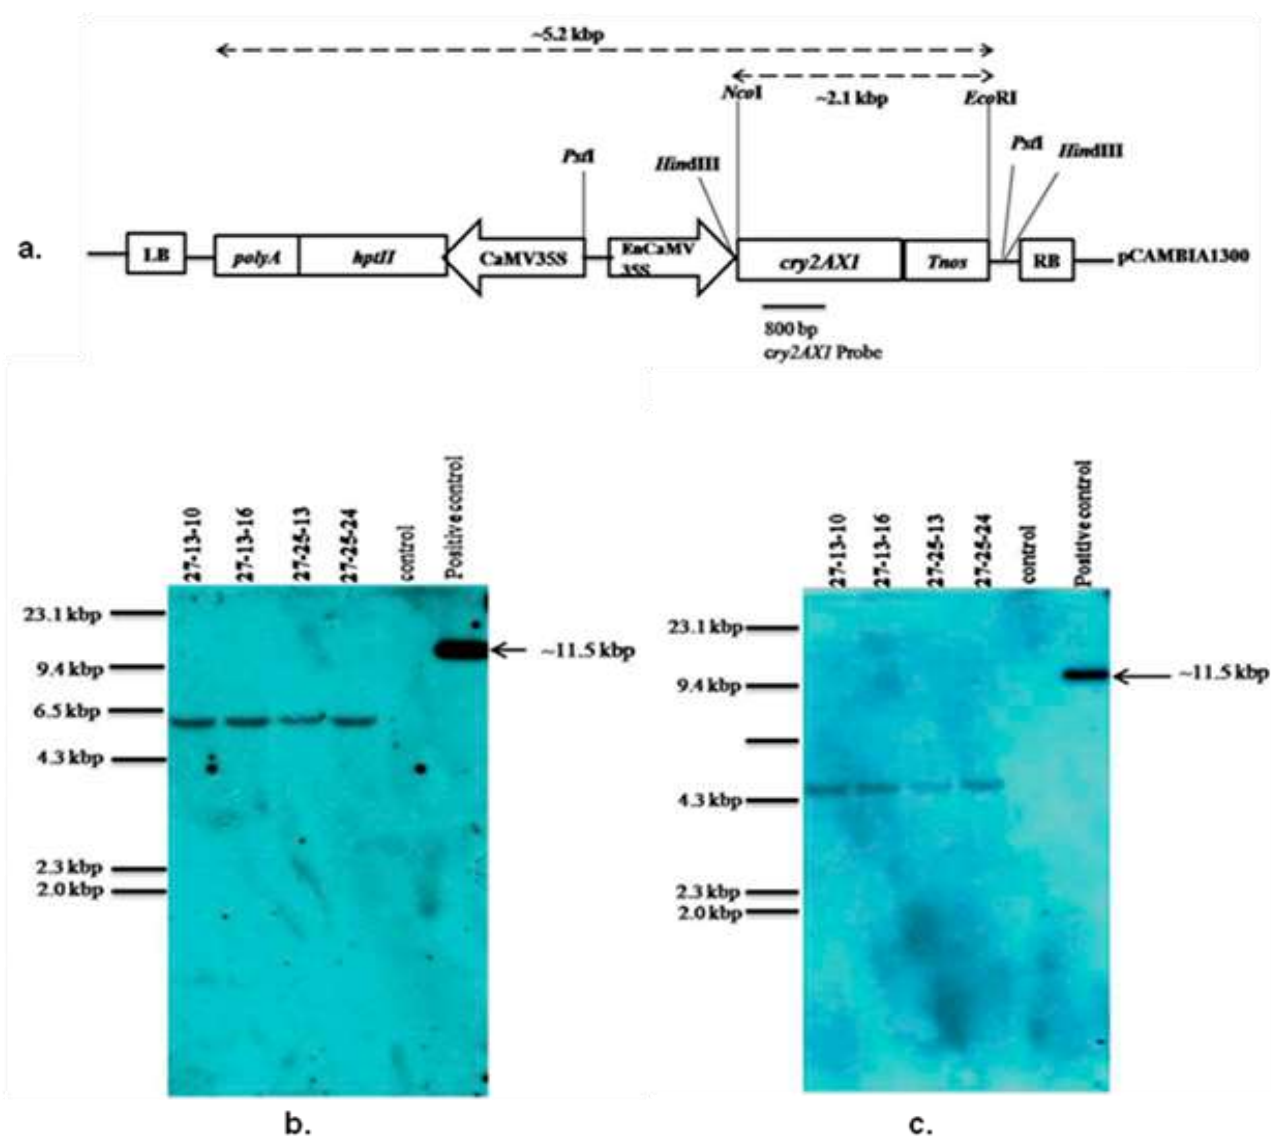 ~5.2 kbp
NcoI
~2.1 kbp
EcoRI
PstI
HindIII
PstI
HindIII
a.
LB
polyA
hptII
CaMV35S
EnCaMV
35S
cry2AX1
Tnos
RB
pCAMBIA1300
800 bp
cry2AX1 Probe
27-13-10
27-13-16
27-25-13
27-25-24
control
Positive control
23.1 kbp
9.4 kbp
6.5 kbp
4.3 kbp
2.3 kbp
2.0 kbp
~11.5 kbp
b.
27-13-10
27-13-16
27-25-13
27-25-24
control
Positive control
23.1 kbp
9.4 kbp
4.3 kbp
2.3 kbp
2.0 kbp
~11.5 kbp
c.